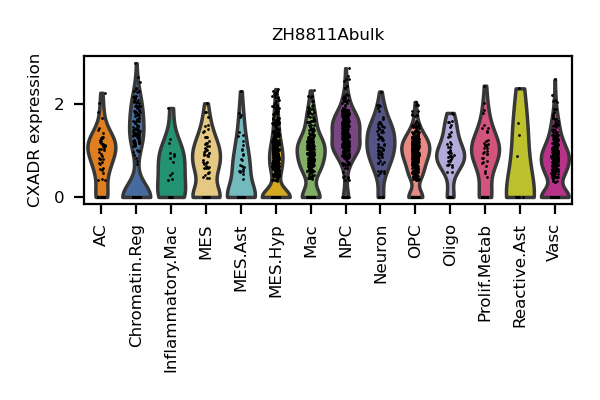 ZH8811Abulk
CXADR expression
2
0
AC
Chromatin.Reg
Inflammatory.Mac
MES
MES.Ast
MES.Hyp
Mac
NPC
Neuron
OPC
Oligo
Prolif.Metab
Reactive.Ast
Vasc